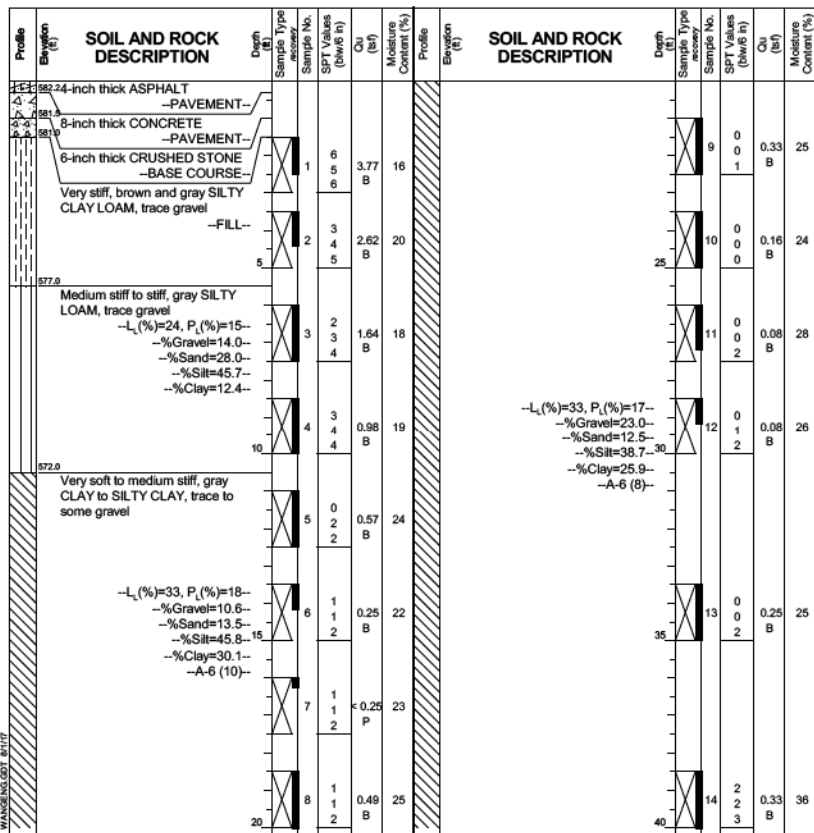 Profile
Elevation (ft)
SOIL AND ROCK DESCRIPTION
Depth (ft)
Sample Type recovery
Sample No.
SPT Values (blw/6 in)
Qu (tsf)
Moisture Content (%)
582.2 4-inch thick ASPHALT
--PAVEMENT--
581.5
8-inch thick CONCRETE
581.0
--PAVEMENT--
6-inch thick CRUSHED STONE
--BASE COURSE--
Very stiff, brown and gray SILTY
CLAY LOAM, trace gravel
--FILL--
1 6 5 6 3.77 B 16
2 3 4 5 2.62 B 20
5
577.0
Medium stiff to stiff, gray SILTY
LOAM, trace gravel
--LL(%)=24, PL(%)=15--
--%Gravel=14.0--
--%Sand=28.0--
--%Silt=45.7--
--%Clay=12.4--
3 2 3 4 1.64 B 18
4 3 4 4 0.98 B 19
10
572.0
Very soft to medium stiff, gray
CLAY to SILTY CLAY, trace to
some gravel
5 0 2 2 0.57 B 24
--LL(%)=33, PL(%)=18--
--%Gravel=10.6--
--%Sand=13.5--
--%Silt=45.8--
--%Clay=30.1--
--A-6 (10)--
15
6 1 1 2 0.25 B 22
7 1 1 2 < 0.25 P 23
8 1 1 2 0.49 B 25
20
WANGENG.GDT 8/1/17
Profile
Elevation (ft)
SOIL AND ROCK DESCRIPTION
Depth (ft)
Sample Type recovery
Sample No.
SPT Values (blw/6 in)
Qu (tsf)
Moisture Content (%)
9 0 0 1 0.33 B 25
10 0 0 0 0.16 B 24
25
11 0 0 2 0.08 B 28
--LL(%)=33, PL(%)=17--
--%Gravel=23.0--
--%Sand=12.5--
--%Silt=38.7--
--%Clay=25.9--
--A-6 (8)--
12 0 1 2 0.08 B 26
30
13 0 0 2 0.25 B 25
35
14 2 2 3 0.33 B 36
40